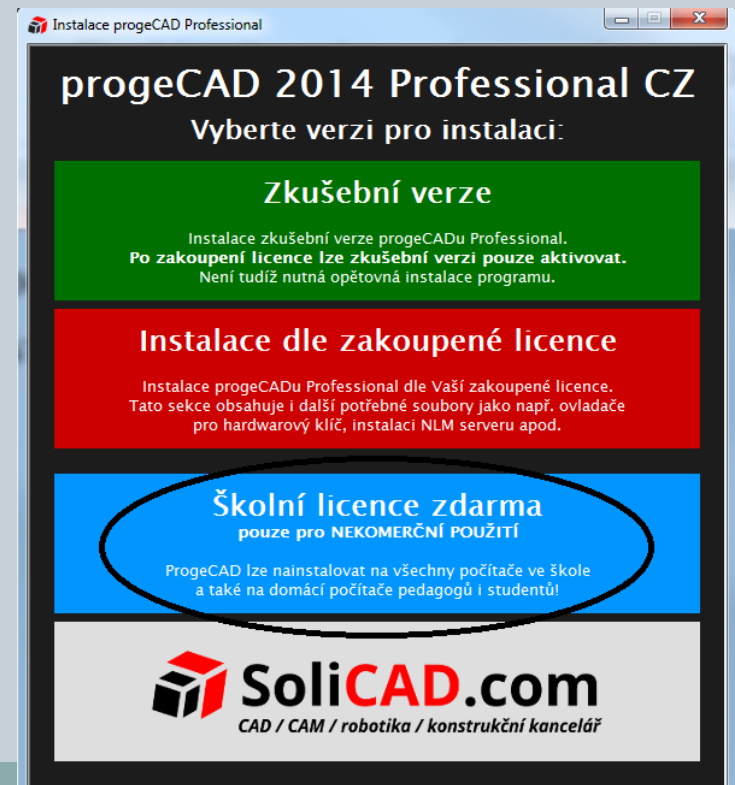 Instalace progeCAD Professional
progeCAD 2014 Professional CZ
Vyberte verzi pro instalaci:
Zkušební verze
Instalace zkušební verze progeCADu Professional.
Po zakoupení licence lze zkušební verzi pouze aktivovat.
Není tudíž nutná opětovná instalace programu.
Instalace dle zakoupené licence
Instalace progeCADu Professional dle Vaší zakoupené licence.
Tato sekce obsahuje i další potřebné soubory jako např. ovladače
pro hardwarový klíč, instalaci NLM serveru apod.
Školní licence zdarma
pouze pro NEKOMERČNÍ POUŽITÍ
ProgeCAD lze nainstalovat na všechny počítače ve škole
a také na domácí počítače pedagogů i studentů!
SoliCAD.com
CAD / CAM / robotika / konstrukční kancelář